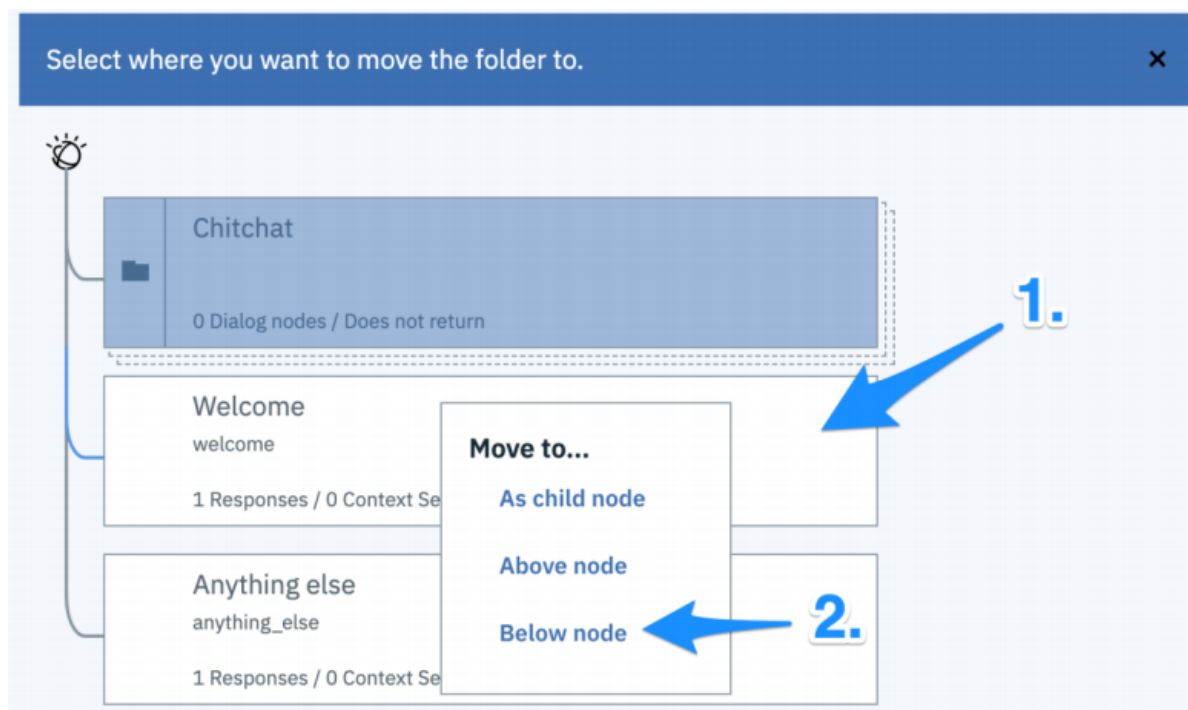 Select where you want to move the folder to.
Chitchat
0 Dialog nodes / Does not return
1.
Welcome
welcome
1 Responses / 0 Context Se
Move to...
As child node
Above node
Below node
2.
Anything else
anything_else
1 Responses / 0 Context Se